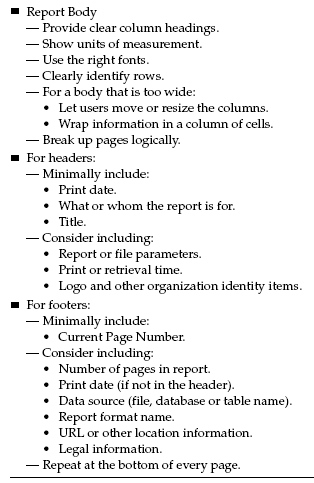 ■ Report Body
— Provide clear column headings.
— Show units of measurement.
— Use the right fonts.
— Clearly identify rows.
— For a body that is too wide:
• Let users move or resize the columns.
• Wrap information in a column of cells.
— Break up pages logically.
■ For headers:
— Minimally include:
• Print date.
• What or whom the report is for.
• Title.
— Consider including:
• Report or file parameters.
• Print or retrieval time.
• Logo and other organization identity items.
■ For footers:
— Minimally include:
• Current Page Number.
— Consider including:
• Number of pages in report.
• Print date (if not in the header).
• Data source (file, database or table name).
• Report format name.
• URL or other location information.
• Legal information.
— Repeat at the bottom of every page.